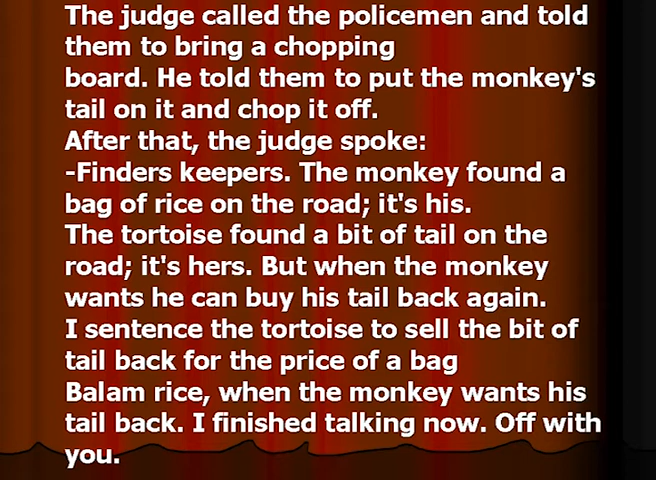 The judge called the policemen and told
them to bring a chopping
board. He told them to put the monkey's
tail on it and chop it off.
After that, the judge spoke:
-Finders keepers. The monkey found a
bag of rice on the road; it's his.
The tortoise found a bit of tail on the
road; it's hers. But when the monkey
wants he can buy his tail back again.
I sentence the tortoise to sell the bit of
tail back for the price of a bag
Balam rice, when the monkey wants his
tail back. I finished talking now. Off with
you.